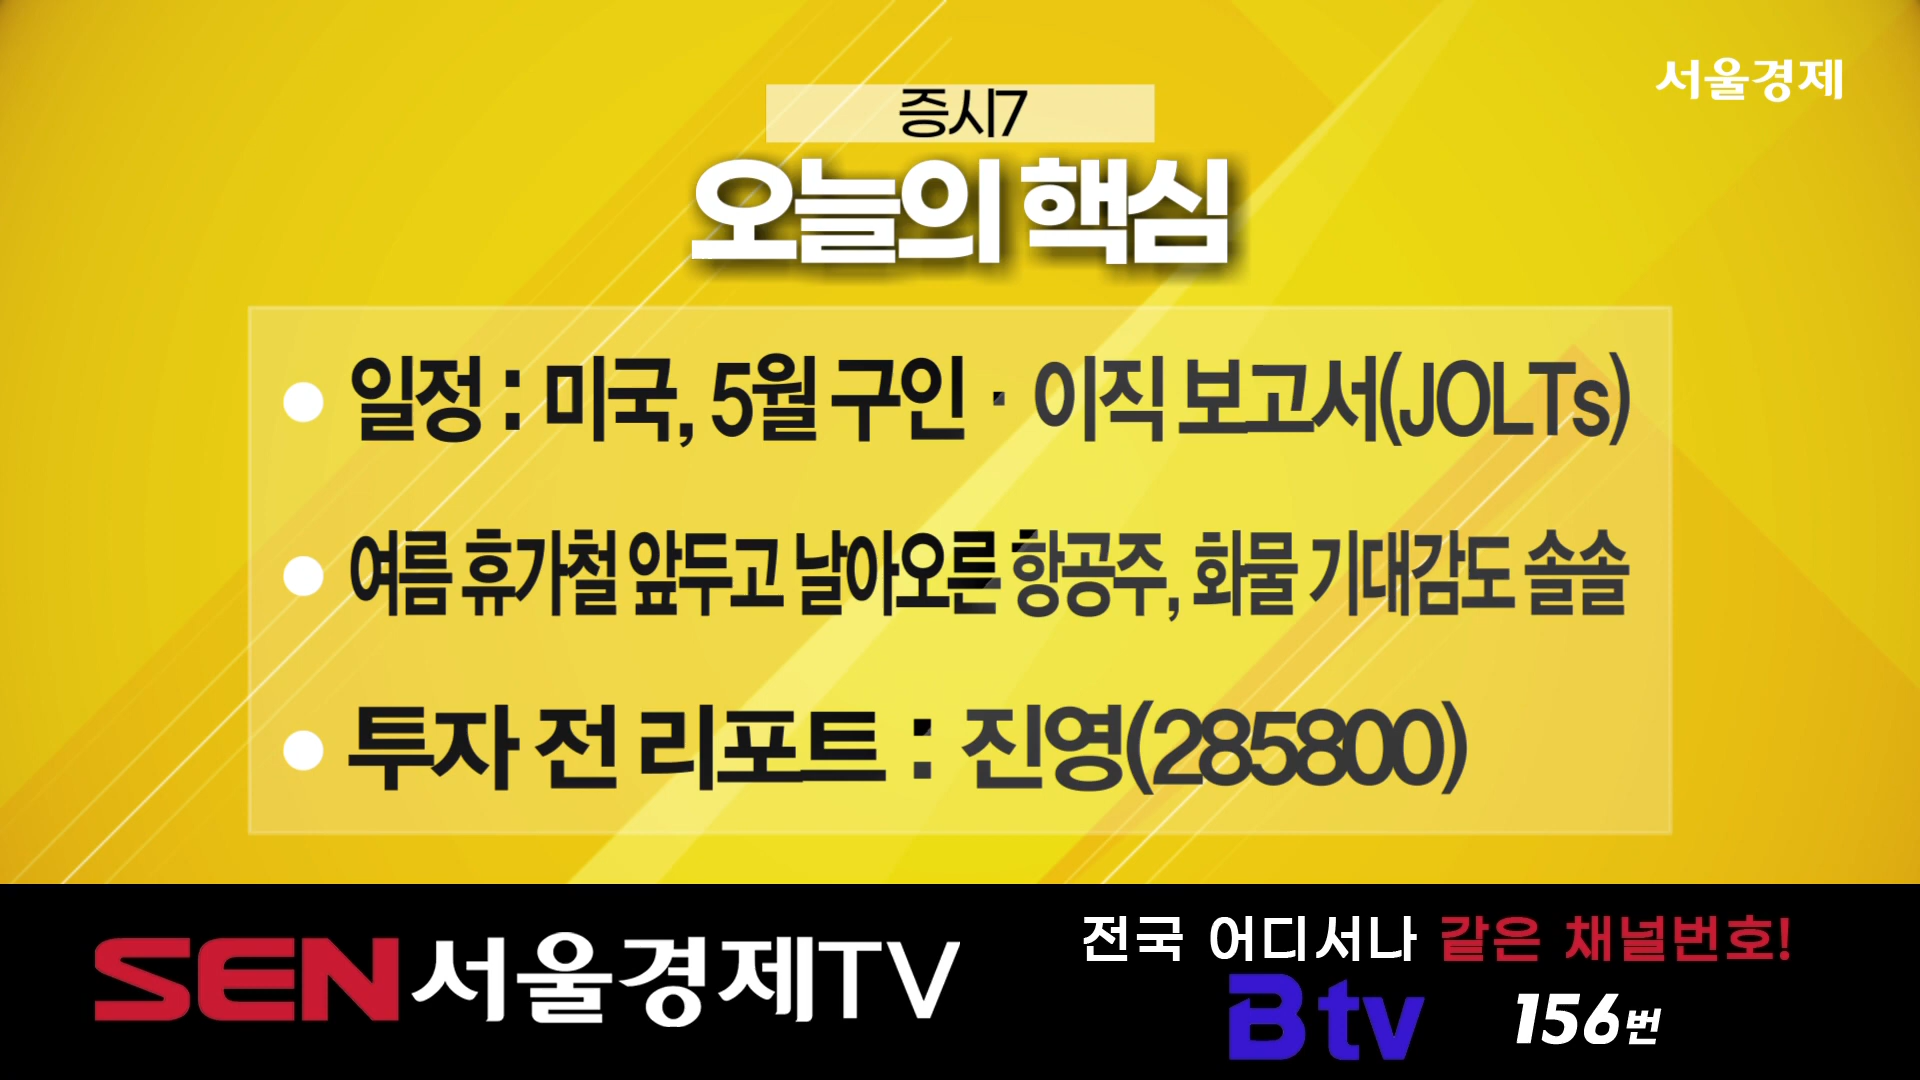 서울경제
증시7
오늘의 핵심
일정 : 미국, 5월 구인 · 이직 보고서(JOLTs)
여름 휴가철 앞두고 날아오른 항공주, 화물 기대감도 솔솔
투자 전 리포트 : 진영(285800)
SEN서울경제TV
전국 어디서나 같은 채널번호!
B tv 156번